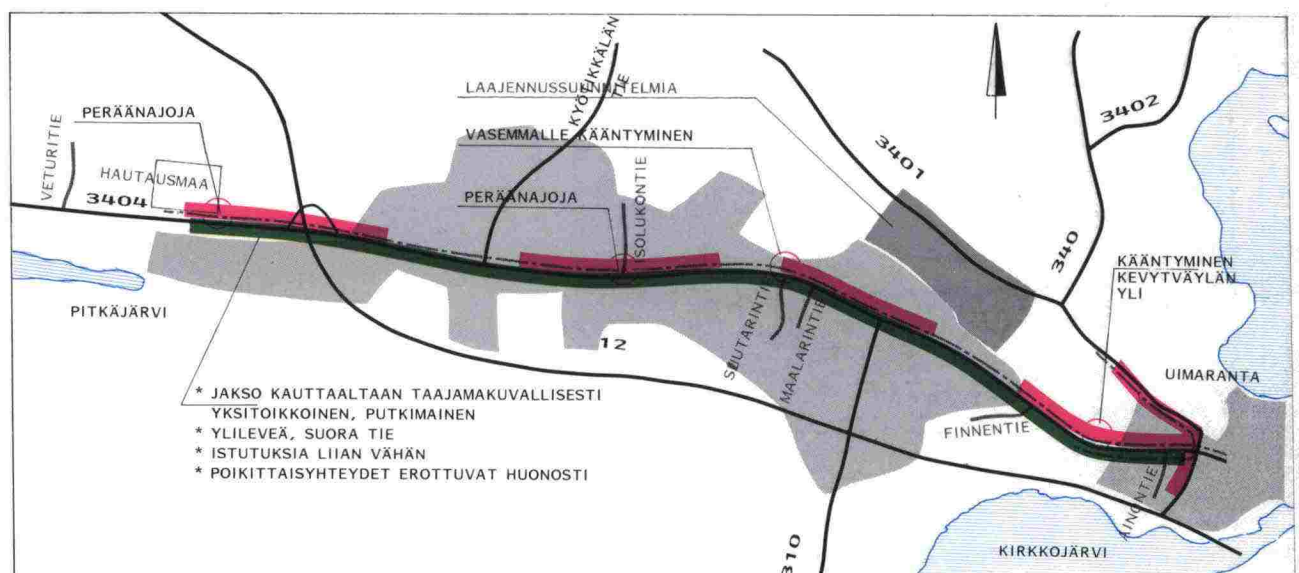 KYÖTIKKÄLÄN
TIE
LAAJENNUSSUUNNITELMIA
3402
PERÄÄNAJOJA
VASEMMALLE KÄÄNTYMINEN
3401
VETURITIE
HAUTAUSMAA
3404
PERÄÄNAJOJA
SOLUKONTIE
340
KÄÄNTYMINEN
KEVYTVÄYLÄN
YLI
PITKÄJÄRVI
12
SUUTARINTIE
MAALARINTIE
UIMARANTA
* JAKSO KAUTTAALTAAN TAAJAMAKUVALLISESTI
YKSITOIKKOINEN, PUTKIMAINEN
* YLILEVEÄ, SUORA TIE
* ISTUTUKSIA LIIAN VÄHÄN
* POIKITTAISYHTEYDET EROTTUVAT HUONOSTI
FINNENTIE
AINONTIE
310
KIRKKOJÄRVI